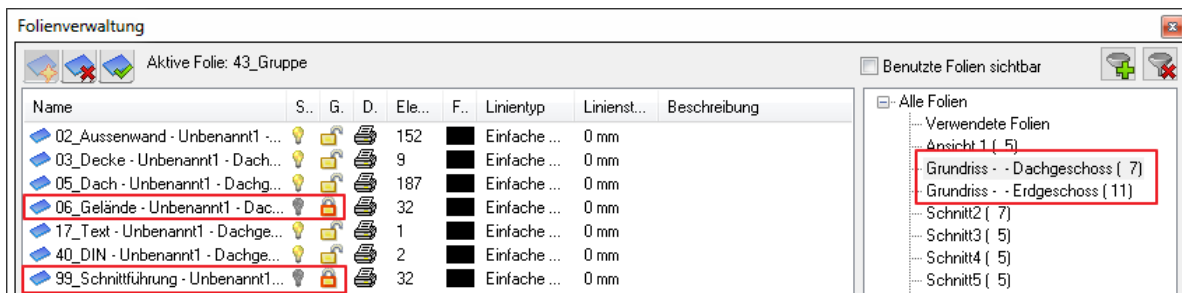 Folienverwaltung
Aktive Folie: 43_Gruppe
Benutzte Folien sichtbar
Name S.. G. D. Ele... F.. Linientyp Linienst... Beschreibung
02_Aussenwand - Unbenannt1 -... 152 Einfache ... 0 mm
03_Decke - Unbenannt1 - Dach... 9 Einfache ... 0 mm
05_Dach - Unbenannt1 - Dachg... 187 Einfache ... 0 mm
06_Gelände - Unbenannt1 - Dac... 32 Einfache ... 0 mm
17_Text - Unbenannt1 - Dachge... 1 Einfache ... 0 mm
40_DIN - Unbenannt1 - Dachge... 2 Einfache ... 0 mm
99_Schnittführung - Unbenannt1... 32 Einfache ... 0 mm
Alle Folien
Verwendete Folien
Ansicht 1 ( 5)
Grundriss - - Dachgeschoss ( 7)
Grundriss - - Erdgeschoss ( 11)
Schnitt2 ( 7)
Schnitt3 ( 5)
Schnitt4 ( 5)
Schnitt5 ( 5)